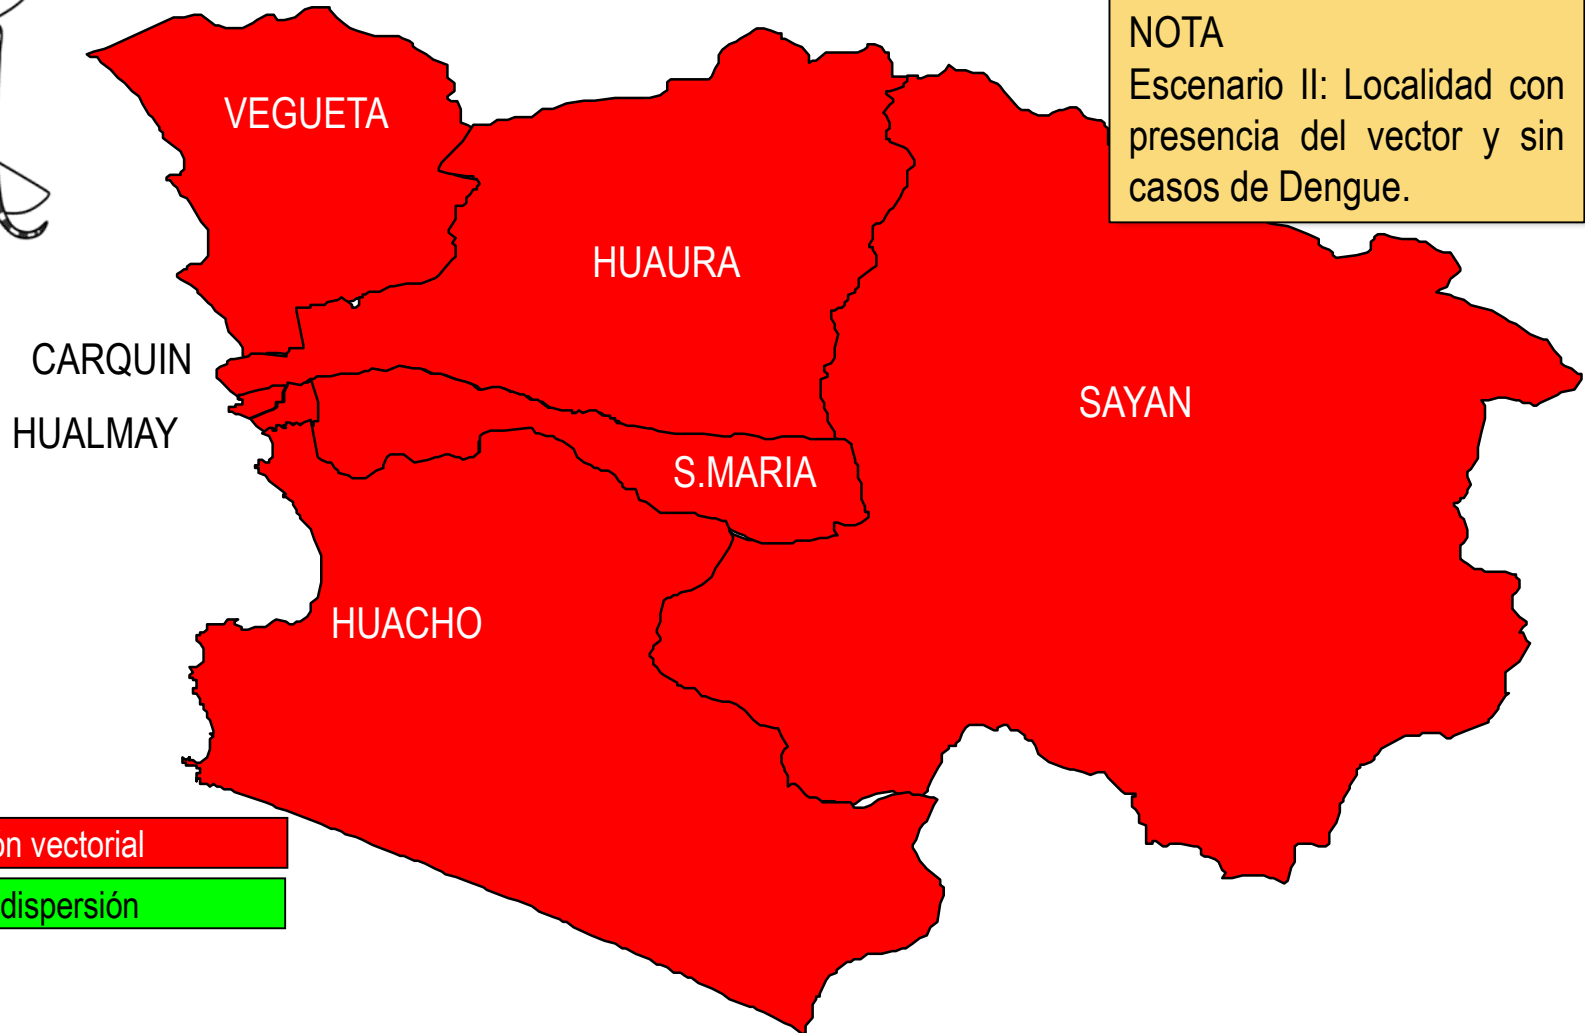 NOTA
Escenario II: Localidad con
presencia del vector y sin
casos de Dengue.
VEGUETA
HUAURA
CARQUIN
HUALMAY
SAYAN
S.MARIA
HUACHO
vectorial
dispersión